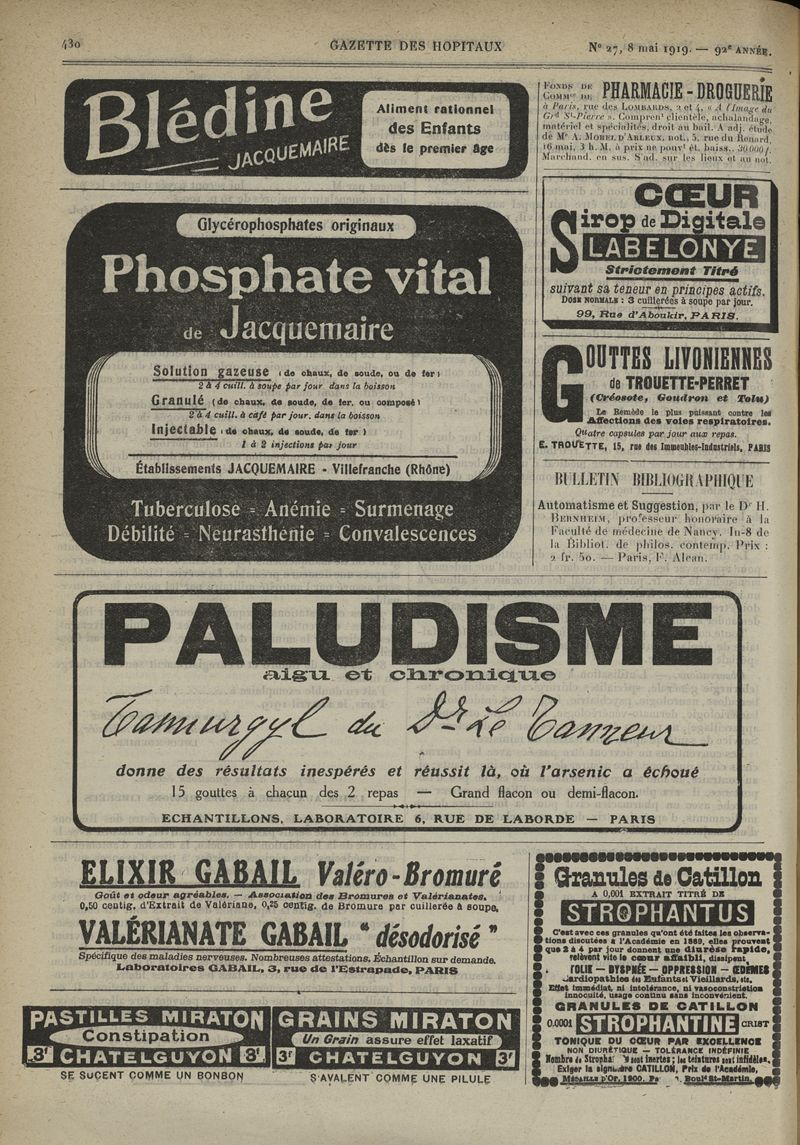 430
GAZETTE DES HOPITAUX
N° 27, 8 mai 1919. — 92e ANNÉE.
Blédine
JACQUEMAIRE
Aliment rationnel
des Enfants
dès le premier âge
Glycérophosphates originaux
Phosphate vital
de Jacquemaire
Solution gazeuse (de chaux, de soude, ou de fer)
2 à 4 cuill. à soupe par jour dans la boisson
Granulé (de chaux, de soude, de fer, ou composé)
2 à 4 cuill. à café par jour, dans la boisson
Injectable (de chaux, de soude, de fer)
1 à 2 injections par jour
Établissements JACQUEMAIRE - Villefranche (Rhône)
Tuberculose = Anémie = Surmenage
Débilité = Neurasthénie = Convalescences
FONDS DE
COMMce DE PHARMACIE - DROGUERIE
à Paris, rue des LOMBARDS, 2 et 4, « A l'Image du
Grd St-Pierre ». Comprent clientèle, achalandage,
matériel et spécialités, droit au bail. A adj. étude
de Me A. MOREL D'ARLEUX, not., 5, rue du Renard,
16 mai, 3 h. M. à prix ne pouvt êt. baiss., 30.000 f.
Marchand. en sus. S'ad. sur les lieux et au not.
CŒUR
Sirop de Digitale
LABELONYE
Strictement Titré
suivant sa teneur en principes actifs.
DOSE NORMALE : 3 cuillerées à soupe par jour.
99, Rue d'Aboukir, PARIS.
GOUTTES LIVONIENNES
de TROUETTE-PERRET
(Créosote, Goudron et Tolu)
Le Remède le plus puissant contre les
Affections des voies respiratoires.
Quatre capsules par jour aux repas.
E. TROUETTE, 15, rue des Immeubles-Industriels, PARIS
BULLETIN BIBLIOGRAPHIQUE
Automatisme et Suggestion, par le Dr H.
BERNHEIM, professeur honoraire à la
Faculté de médecine de Nancy. In-8 de
la Bibliot. de philos. contemp. Prix :
2 fr. 50. — Paris, F. Alcan.
PALUDISME
aigu et chronique
Tannurgyl du Dr Le Tanneur
donne des résultats inespérés et réussit là, où l'arsenic a échoué
15 gouttes à chacun des 2 repas — Grand flacon ou demi-flacon.
ECHANTILLONS, LABORATOIRE 6, RUE DE LABORDE — PARIS
ELIXIR GABAIL Valéro-Bromuré
Goût et odeur agréables. — Association des Bromures et Valérianates.
0,50 centig. d'Extrait de Valériane, 0,25 centig. de Bromure par cuillerée à soupe,
VALÉRIANATE GABAIL "désodorisé"
Spécifique des maladies nerveuses. Nombreuses attestations. Échantillon sur demande.
Laboratoires GABAIL, 3, rue de l'Estrapade, PARIS
PASTILLES MIRATON
Constipation
3f CHATELGUYON 3f
SE SUCENT COMME UN BONBON
GRAINS MIRATON
Un Grain assure effet laxatif
3f CHATELGUYON 3f
S'AVALENT COMME UNE PILULE
Granules de Catillon
A 0,001 EXTRAIT TITRÉ DE
STROPHANTUS
C'est avec ces granules qu'ont été faites les observa-
tions discutées à l'Académie en 1889, elles prouvent
que 2 à 4 par jour donnent une diurèse rapide,
relèvent vite le cœur affaibli, dissipent
ASYSTOLIE — DYSPNÉE — OPPRESSION — ŒDÈMES
Cardiopathies des Enfants et Vieillards, etc.
Effet immédiat, ni intolérance, ni vasoconstriction
innocuité, usage continu sans inconvénient.
GRANULES DE CATILLON
0.0001 STROPHANTINE CRIST
TONIQUE DU CŒUR PAR EXCELLENCE
NON DIURÉTIQUE — TOLÉRANCE INDÉFINIE
Nombre de Stropha: sont inertes; les teintures sont infidèles,
Exiger la signature CATILLON, Prix de l'Académie,
Médaille d'Or, 1900. Bould St-Martin.